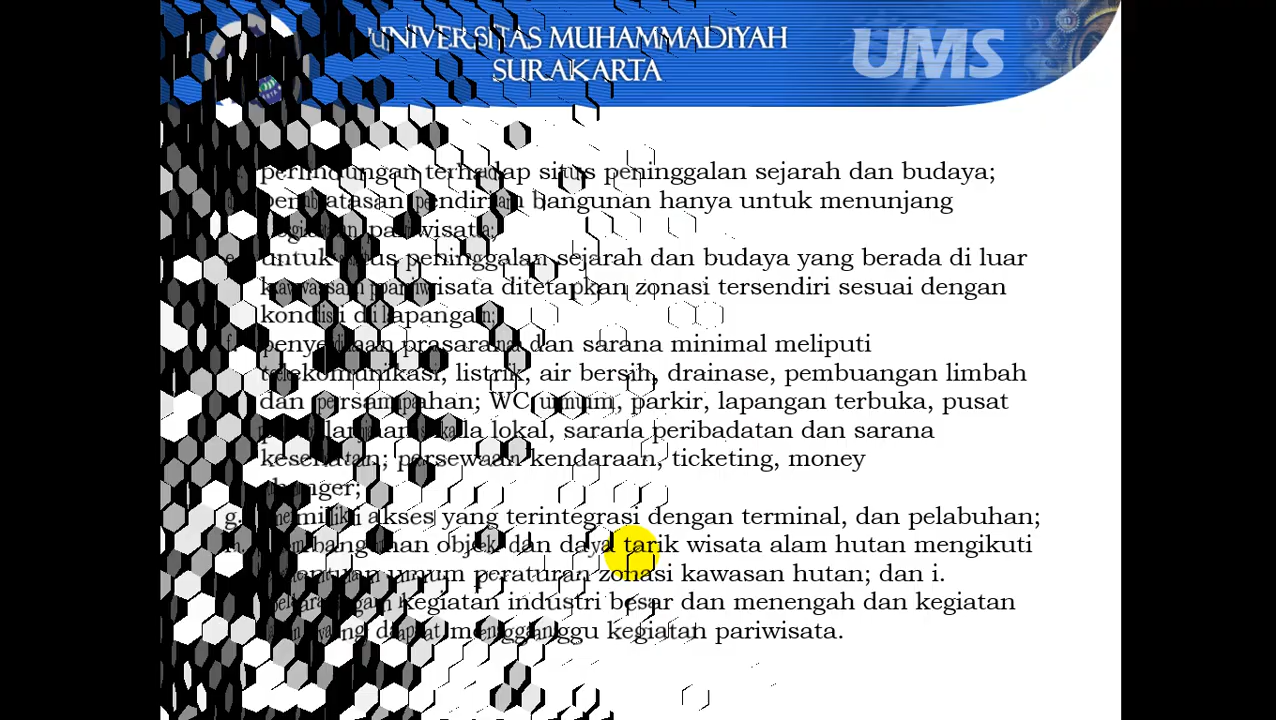 UNIVERSITAS MUHAMMADIYAH
SURAKARTA
UMS
perlindungan terhadap situs peninggalan sejarah dan budaya;
pembatasan pendirian bangunan hanya untuk menunjang
kegiatan pariwisata;
e. untuk situs peninggalan sejarah dan budaya yang berada di luar
kawasan pariwisata ditetapkan zonasi tersendiri sesuai dengan
kondisi di lapangan;
f. penyediaan prasarana dan sarana minimal meliputi
telekomunikasi, listrik, air bersih, drainase, pembuangan limbah
dan persampahan; WC umum, parkir, lapangan terbuka, pusat
lokal, sarana peribadatan dan sarana
kesehatan; persewaan kendaraan, ticketing, money
changer;
g. memiliki akses yang terintegrasi dengan terminal, dan pelabuhan;
pembangunan objek dan daya tarik wisata alam hutan mengikuti
ketentuan umum peraturan zonasi kawasan hutan; dan i.
kegiatan industri besar dan menengah dan kegiatan
yang dapat mengganggu kegiatan pariwisata.